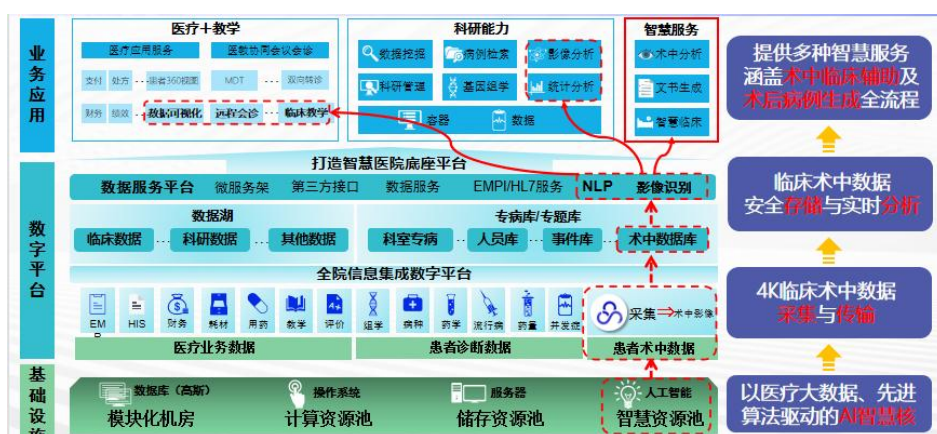 业务应用
医疗+教学
医疗应用服务
医教协同会议会诊
支付 处方 ··· 患者360视图
MDT ··· 双向转诊
财务 绩效 ·· 数据可视化 远程会诊 ··· 临床教学
科研能力
数据挖掘
病例检索
影像分析
科研管理
基因组学
统计分析
容器
数据
智慧服务
术中分析
文书生成
智慧临床
提供多种智慧服务
涵盖术中临床辅助及
术后病例生成全流程
数字平台
打造智慧医院底座平台
数据服务平台 微服务架 第三方接口 数据服务 EMPI/HL7服务 NLP 影像识别
数据湖
临床数据 ··· 科研数据 ··· 其他数据
专病库/专题库
科室专病 ·· 人员库 ··· 事件库 ·· 术中数据库
临床术中数据
安全存储与实时分析
全院信息集成数字平台
EM
HIS
财务
耗材
用药
教学
评价
组学
病种
药学
流行病
药量
并发症
采集⇒术中影像
医疗业务数据
患者诊断数据
患者术中数据
4K临床术中数据
采集与传输
基础设施
数据库（高斯）
模块化机房
操作系统
计算资源池
服务器
储存资源池
人工智能
智慧资源池
以医疗大数据、先进
算法驱动的AI智慧核